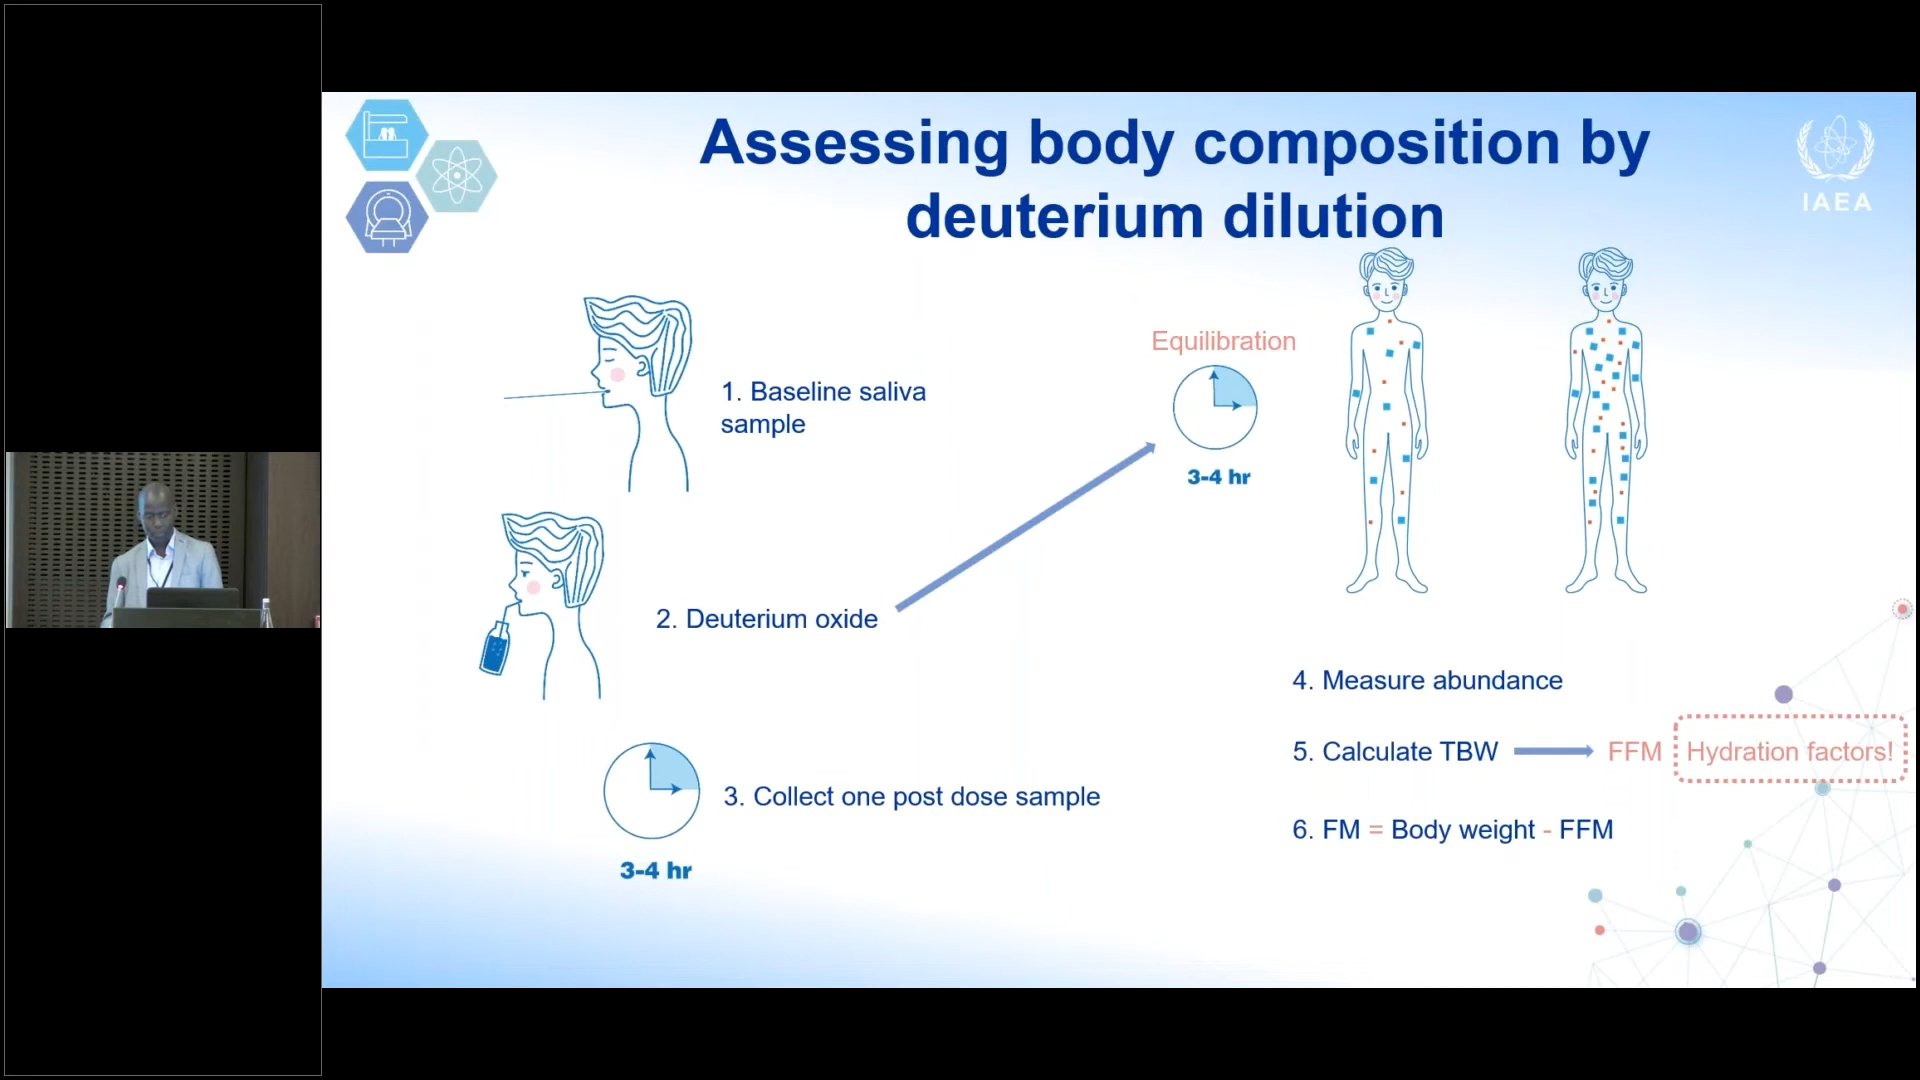 Assessing body composition by
deuterium dilution
IAEA
1. Baseline saliva
sample
2. Deuterium oxide
3-4 hr
3. Collect one post dose sample
Equilibration
3-4 hr
4. Measure abundance
5. Calculate TBW FFM Hydration factors!
6. FM = Body weight - FFM